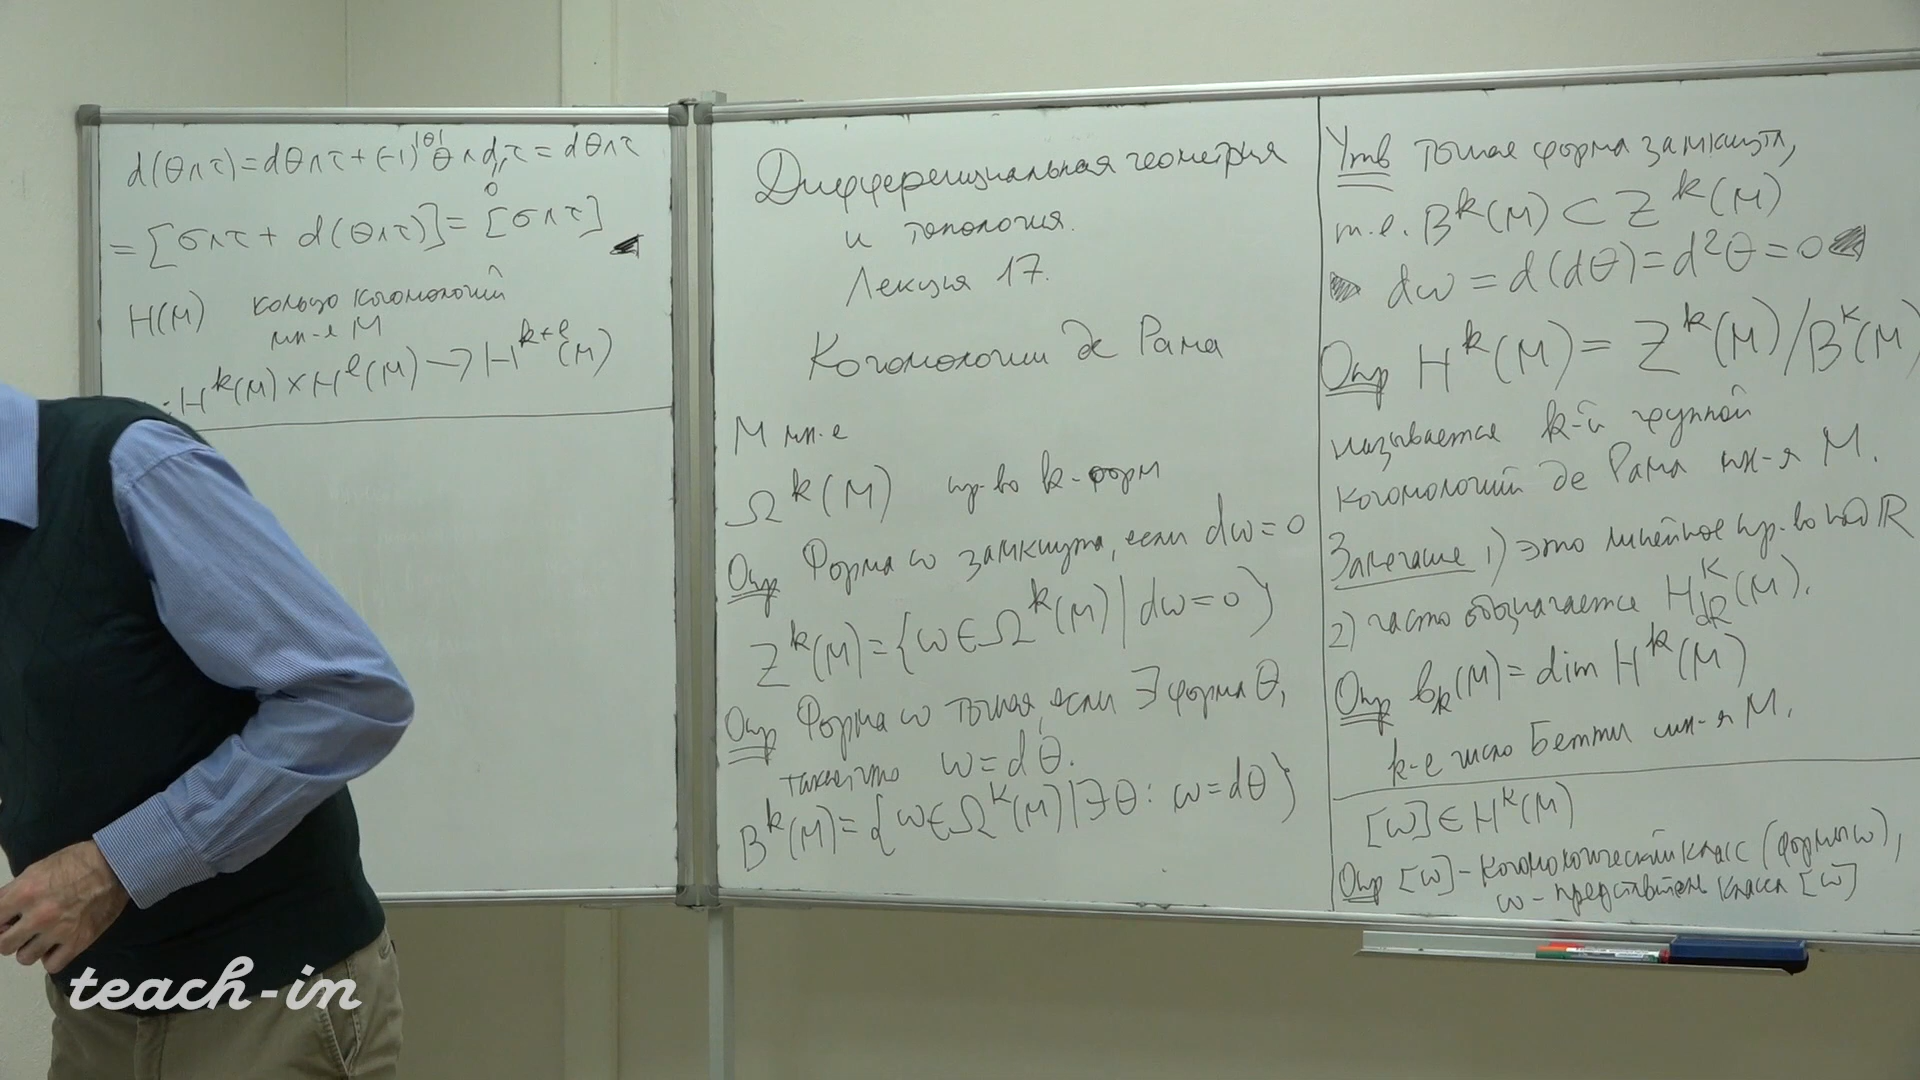 d(θ∧τ)=dθ∧τ+(-1)^{|θ|}θ∧dτ=dθ∧τ
0
=[σ∧τ+d(θ∧τ)]=[σ∧τ]
H(M) кольцо когомологий
мн-я M
H^k(M)×H^ℓ(M)→H^{k+ℓ}(M)
Дифференциальная геометрия
и топология.
Лекция 17.
Когомологии де Рама
M мн-е
Ω^k(M) пр-во k-форм
Опр Форма ω замкнута, если dω=0
Z^k(M)={ω∈Ω^k(M)|dω=0}
Опр Форма ω точная, если ∃ форма θ,
такая что ω=dθ.
B^k(M)={ω∈Ω^k(M)|∃θ: ω=dθ}
Утв точная форма замкнута,
т.е. B^k(M)⊂Z^k(M)
dω=d(dθ)=d²θ=0
Опр H^k(M)=Z^k(M)/B^k(M)
называется k-й группой
когомологий де Рама мн-я M.
Замечание 1) это линейное пр-во над ℝ
2) часто обозначается H^k_{dR}(M).
Опр b_k(M)=dim H^k(M)
k-е число Бетти мн-я M.
[ω]∈H^k(M)
Опр [ω]-когомологический класс (формы ω),
ω-представитель класса [ω]
teach-in